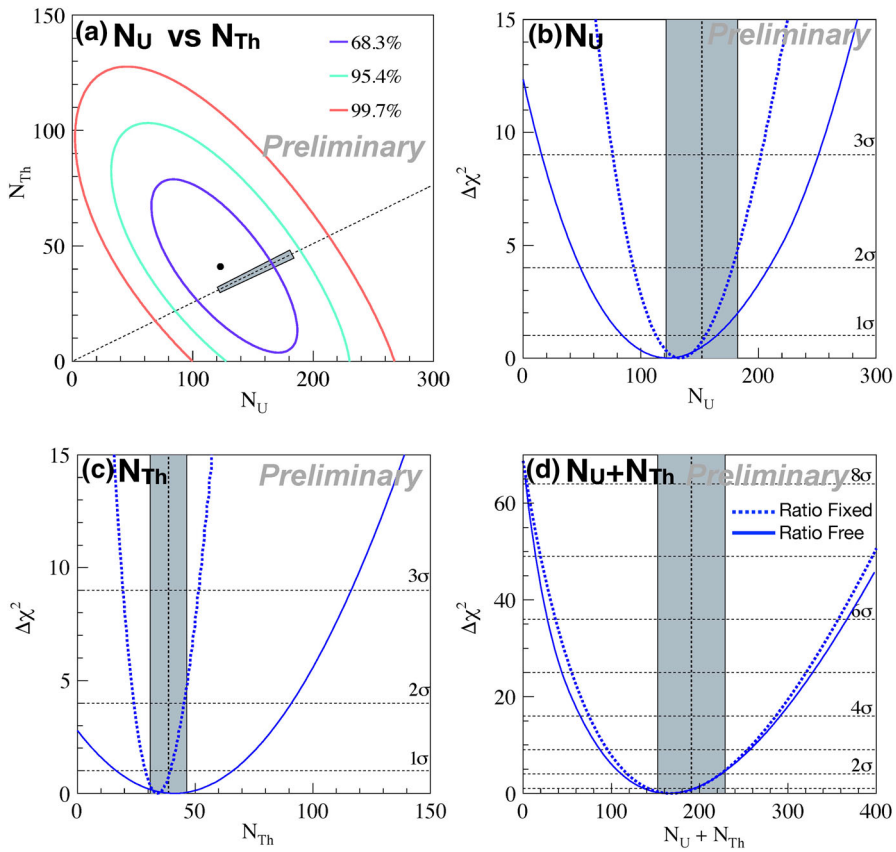 (a) N_U vs N_Th
68.3%
95.4%
99.7%
Preliminary
150
100
50
0
N_Th
0 100 200 300
N_U
(b) N_U
Preliminary
15
10
5
0
Δχ²
3σ
2σ
1σ
0 100 200 300
N_U
(c) N_Th
Preliminary
15
10
5
0
Δχ²
3σ
2σ
1σ
0 50 100 150
N_Th
(d) N_U+N_Th
Preliminary
Ratio Fixed
Ratio Free
60
40
20
0
Δχ²
8σ
6σ
4σ
2σ
0 100 200 300 400
N_U + N_Th